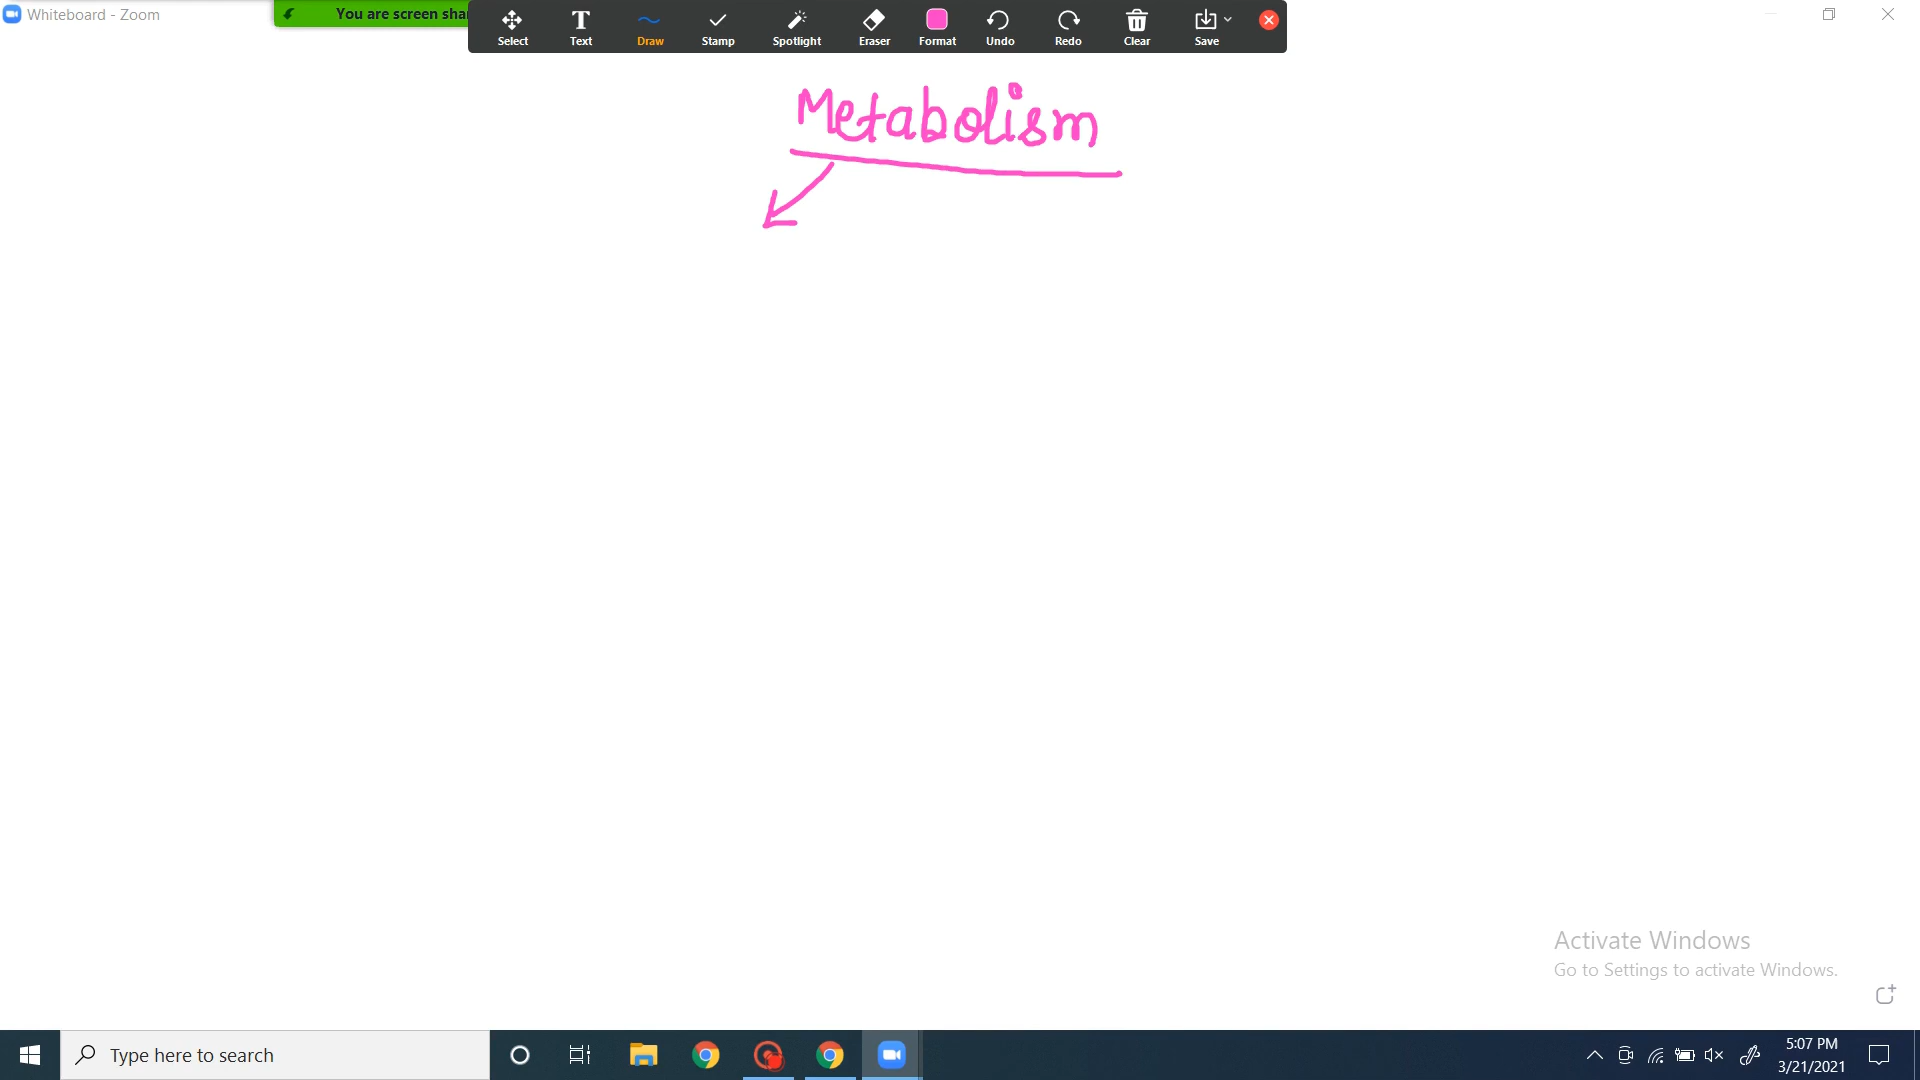 Whiteboard - Zoom
You are screen sha
Select Text Draw Stamp Spotlight Eraser Format Undo Redo Clear Save
Metabolism
Activate Windows
Go to Settings to activate Windows.
Type here to search
5:07 PM
3/21/2021